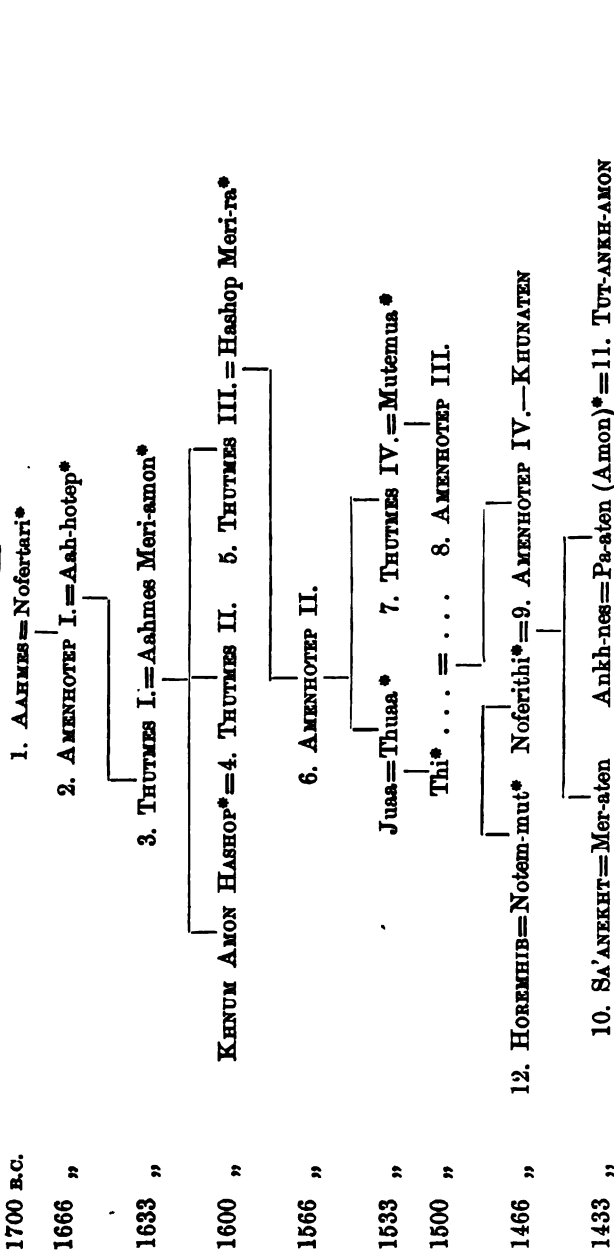 1700 B.C. 1. AAHMES=Nofertari*
1666 „ 2. AMENHOTEP I.=Aah-hotep*
1633 „ 3. THUTMES I.=Aahmes Meri-amon*
1600 „ KHNUM AMON HASHOP*=4. THUTMES II. 5. THUTMES III.=Hashop Meri-ra*
1566 „ 6. AMENHOTEP II.
1533 „ Juaa=Thuaa* 7. THUTMES IV.=Mutemua*
1500 „ Thi* .... = .... 8. AMENHOTEP III.
1466 „ 12. HOREMHIB=Notem-mut* Noferithi*=9. AMENHOTEP IV.—KHUNATEN
1433 „ 10. SA'ANEKHT=Mer-aten Ankh-nes=Pa-aten (Amon)*=11. TUT-ANKH-AMON